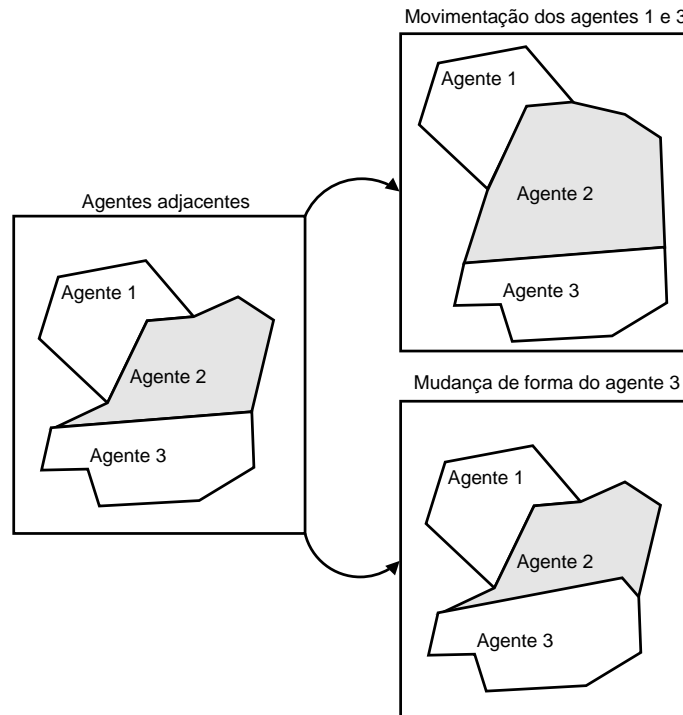 Movimentação dos agentes 1 e 3
Agente 1
Agente 2
Agente 3
Agentes adjacentes
Agente 1
Agente 2
Agente 3
Mudança de forma do agente 3
Agente 1
Agente 2
Agente 3